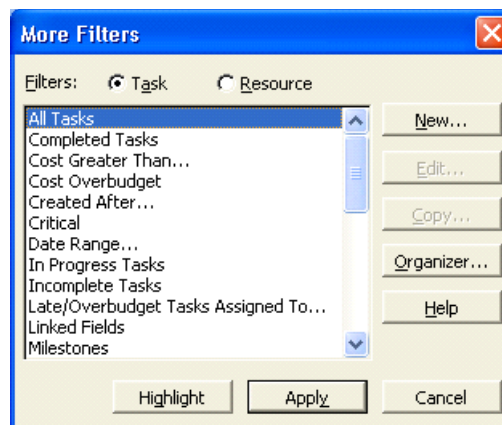 More Filters
Filters: Task Resource
All Tasks
Completed Tasks
Cost Greater Than...
Cost Overbudget
Created After...
Critical
Date Range...
In Progress Tasks
Incomplete Tasks
Late/Overbudget Tasks Assigned To...
Linked Fields
Milestones
New...
Edit...
Copy...
Organizer...
Help
Highlight Apply Cancel